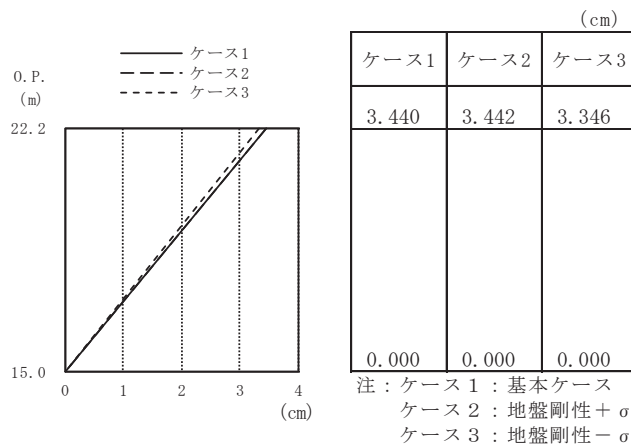 ケース1
ケース2
ケース3
O.P.
(m)
22.2
15.0
0 1 2 3 4
(cm)
(cm)
ケース1 ケース2 ケース3
3.440 3.442 3.346
0.000 0.000 0.000
注:ケース1:基本ケース
ケース2:地盤剛性+σ
ケース3:地盤剛性-σ